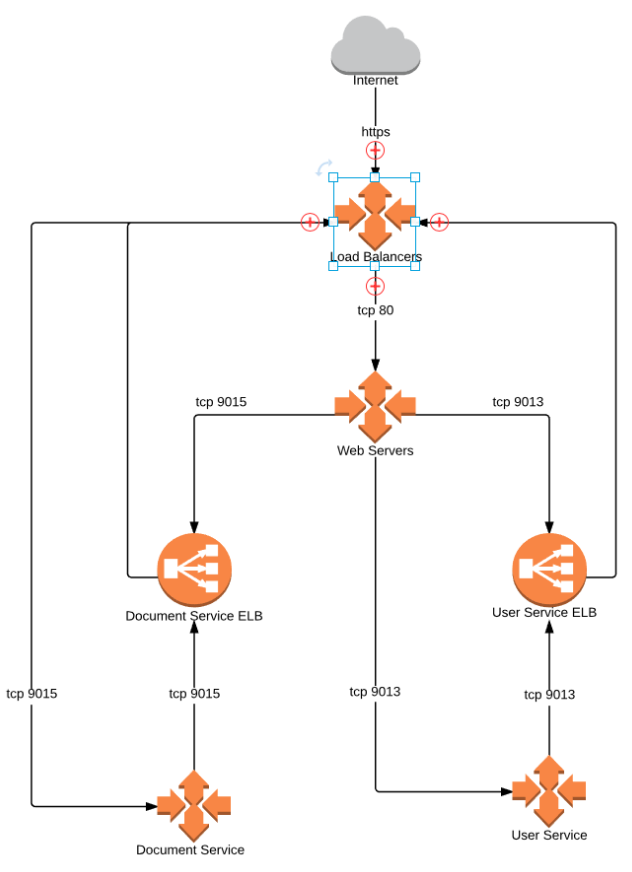 Internet
https
Load Balancers
tcp 80
tcp 9015
tcp 9013
Web Servers
Document Service ELB
User Service ELB
tcp 9015
tcp 9015
tcp 9013
tcp 9013
Document Service
User Service